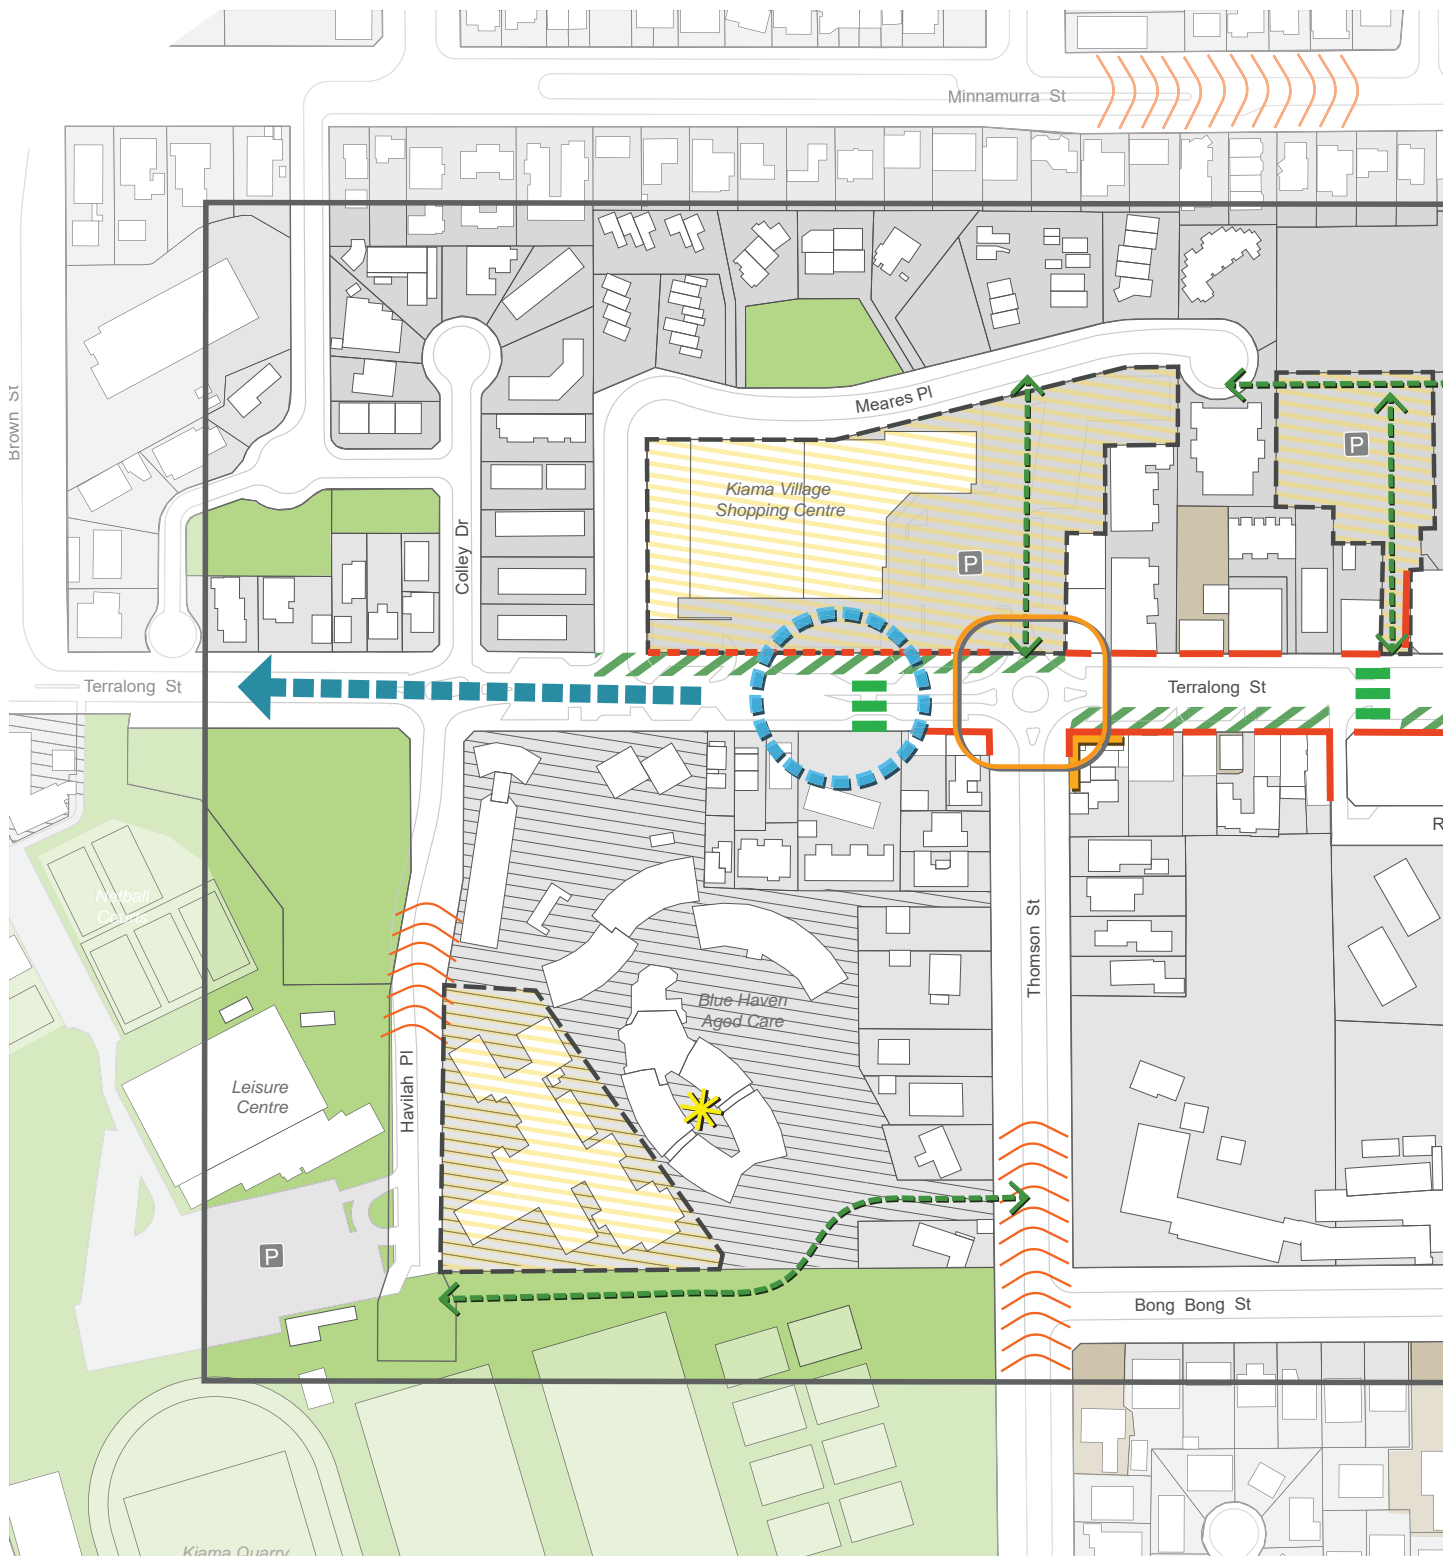 Minnamurra St
Brown St
Meares Pl
P
Kiama Village
Shopping Centre
P
Colley Dr
Terralong St
Terralong St
R
Netball
Courts
Thomson St
Blue Haven
Aged Care
Leisure
Centre
Havilah Pl
P
Bong Bong St
Kiama Quarry